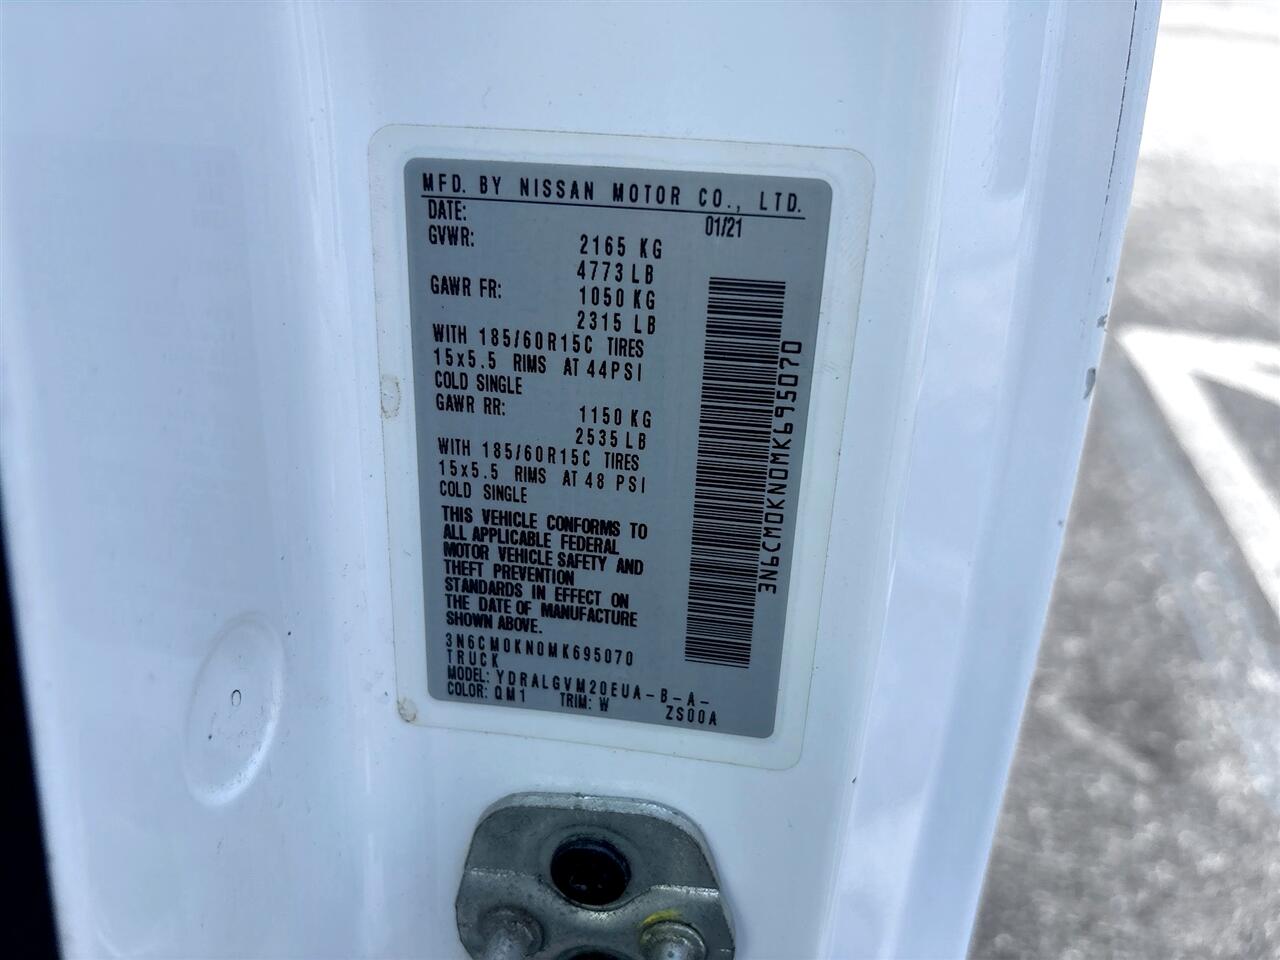 MFD. BY NISSAN MOTOR CO., LTD.
DATE: 01/21
GVWR: 2165 KG
4773 LB
GAWR FR: 1050 KG
2315 LB
WITH 185/60R15C TIRES
15x5.5 RIMS AT 44PSI
COLD SINGLE
GAWR RR: 1150 KG
2535 LB
WITH 185/60R15C TIRES
15x5.5 RIMS AT 48 PSI
COLD SINGLE
THIS VEHICLE CONFORMS TO
ALL APPLICABLE FEDERAL
MOTOR VEHICLE SAFETY AND
THEFT PREVENTION
STANDARDS IN EFFECT ON
THE DATE OF MANUFACTURE
SHOWN ABOVE.
3N6CM0KN0MK695070
TRUCK
MODEL: YDRALGVM20EUA-B-A-
COLOR: QM1 TRIM: W ZS00A
3N6CM0KN0MK695070